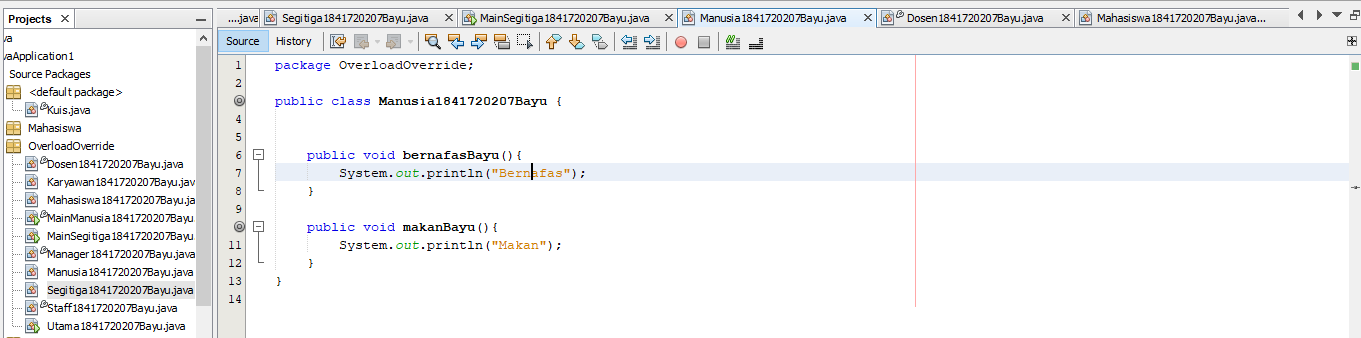 Projects
va
vaApplication1
Source Packages
<default package>
Kuis.java
Mahasiswa
OverloadOverride
Dosen1841720207Bayu.java
Karyawan1841720207Bayu.java
Mahasiswa1841720207Bayu.ja
MainManusia1841720207Bayu.
MainSegitiga1841720207Bayu.
Manager1841720207Bayu.java
Manusia1841720207Bayu.java
Segitiga1841720207Bayu.java
Staff1841720207Bayu.java
Utama1841720207Bayu.java
....java
Segitiga1841720207Bayu.java
MainSegitiga1841720207Bayu.java
Manusia1841720207Bayu.java
Dosen1841720207Bayu.java
Mahasiswa1841720207Bayu.java...
Source History
1 package OverloadOverride;
2
public class Manusia1841720207Bayu {
4
5
6 public void bernafasBayu(){
7 System.out.println("Bernafas");
8 }
9
public void makanBayu(){
11 System.out.println("Makan");
12 }
13 }
14